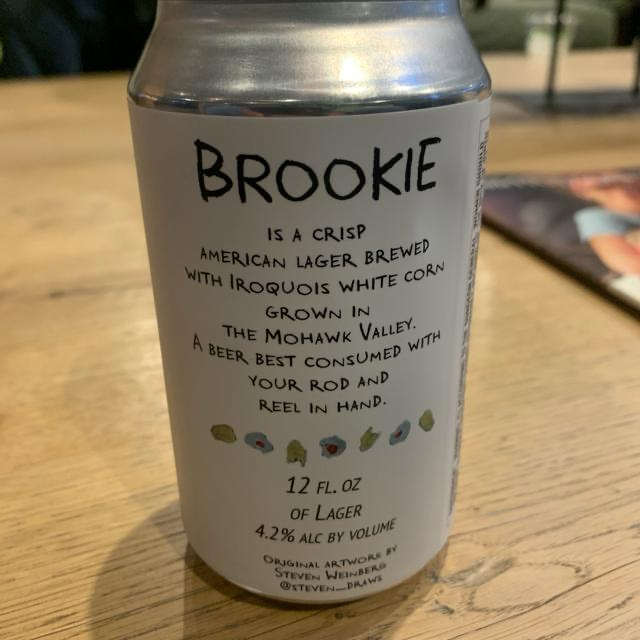 BROOKIE
IS A CRISP
AMERICAN LAGER BREWED
WITH IROQUOIS WHITE CORN
GROWN IN
THE MOHAWK VALLEY.
A BEER BEST CONSUMED WITH
YOUR ROD AND
REEL IN HAND.
12 FL. OZ
OF LAGER
4.2% ALC BY VOLUME
ORIGINAL ARTWORK BY
STEVEN WEINBERG
@STEVEN_DRAWS